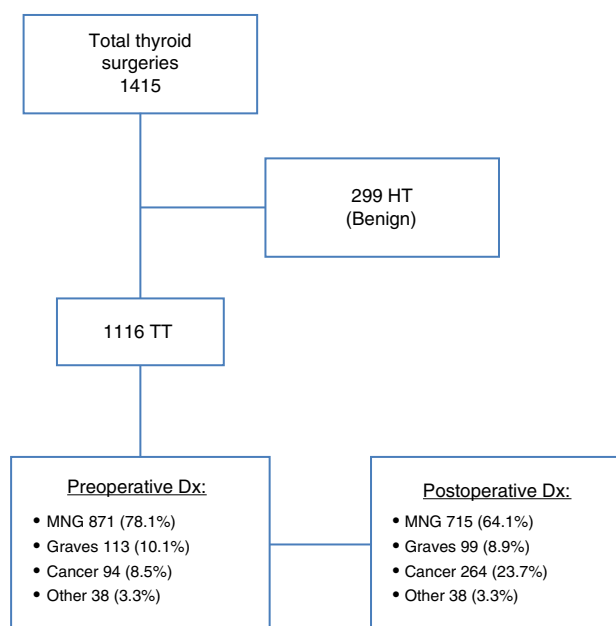 Total thyroid
surgeries
1415
299 HT
(Benign)
1116 TT
Preoperative Dx:
• MNG 871 (78.1%)
• Graves 113 (10.1%)
• Cancer 94 (8.5%)
• Other 38 (3.3%)
Postoperative Dx:
• MNG 715 (64.1%)
• Graves 99 (8.9%)
• Cancer 264 (23.7%)
• Other 38 (3.3%)